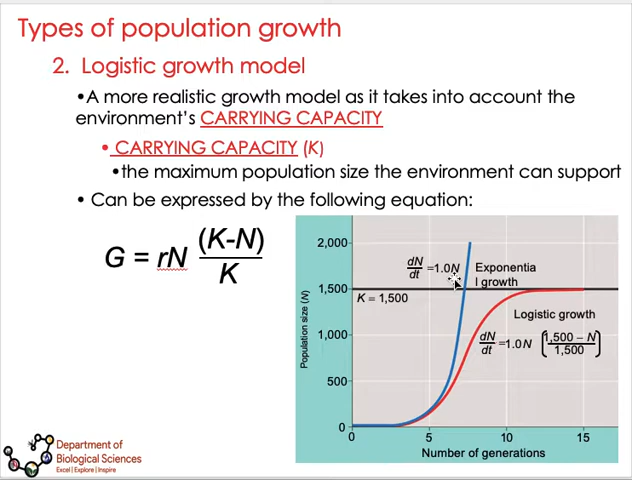 Types of population growth
2. Logistic growth model
•A more realistic growth model as it takes into account the
environment’s CARRYING CAPACITY
• CARRYING CAPACITY (K)
•the maximum population size the environment can support
• Can be expressed by the following equation:
G = rN (K-N)/K
Population size (N)
2,000
1,500
1,000
500
0
dN/dt =1.0N
Exponentia
l growth
K = 1,500
Logistic growth
dN/dt =1.0N (1,500 – N/1,500)
0 5 10 15
Number of generations
Department of
Biological Sciences
Excel | Explore | Inspire